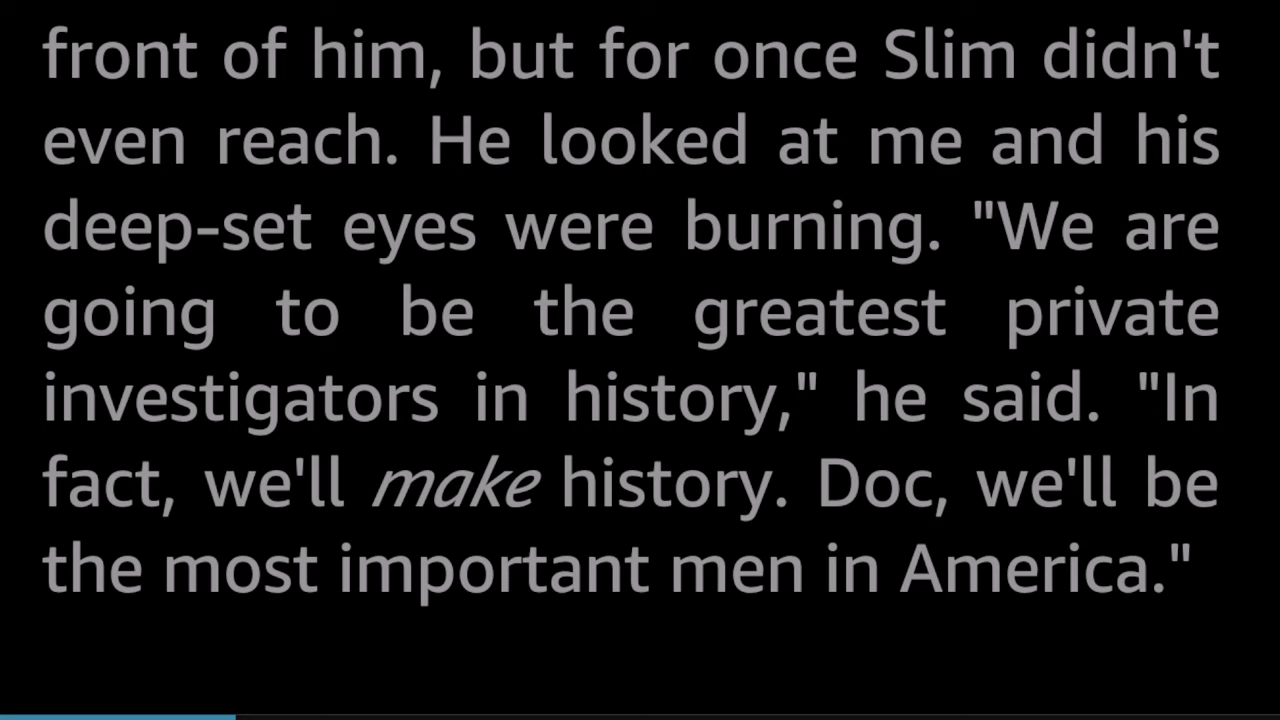 front of him, but for once Slim didn't
even reach. He looked at me and his
deep-set eyes were burning. "We are
going to be the greatest private
investigators in history," he said. "In
fact, we'll make history. Doc, we'll be
the most important men in America."